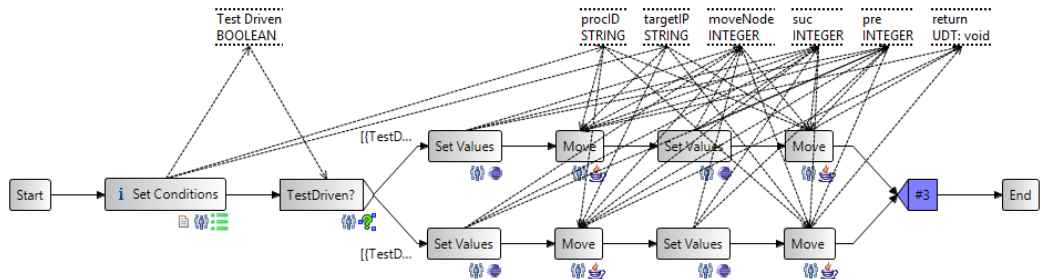 Test Driven
BOOLEAN
procID
STRING
targetIP
STRING
moveNode
INTEGER
suc
INTEGER
pre
INTEGER
return
UDT: void
[{TestD...
Set Values
Move
Set Values
Move
Start
i Set Conditions
TestDriven?
#3
End
[{TestD...
Set Values
Move
Set Values
Move